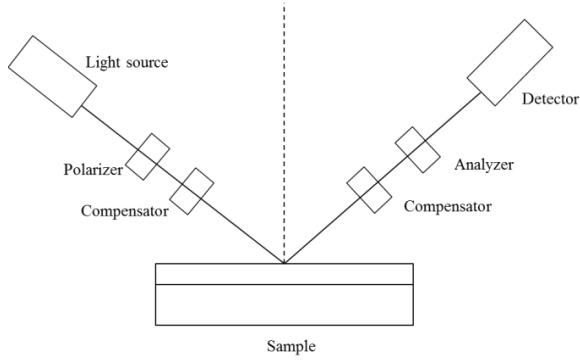 Light source
Detector
Polarizer
Analyzer
Compensator
Compensator
Sample